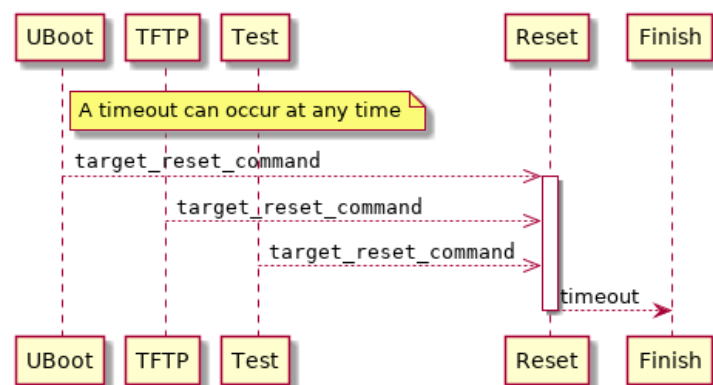 UBoot TFTP Test Reset Finish
A timeout can occur at any time
target_reset_command
target_reset_command
target_reset_command
timeout
UBoot TFTP Test Reset Finish